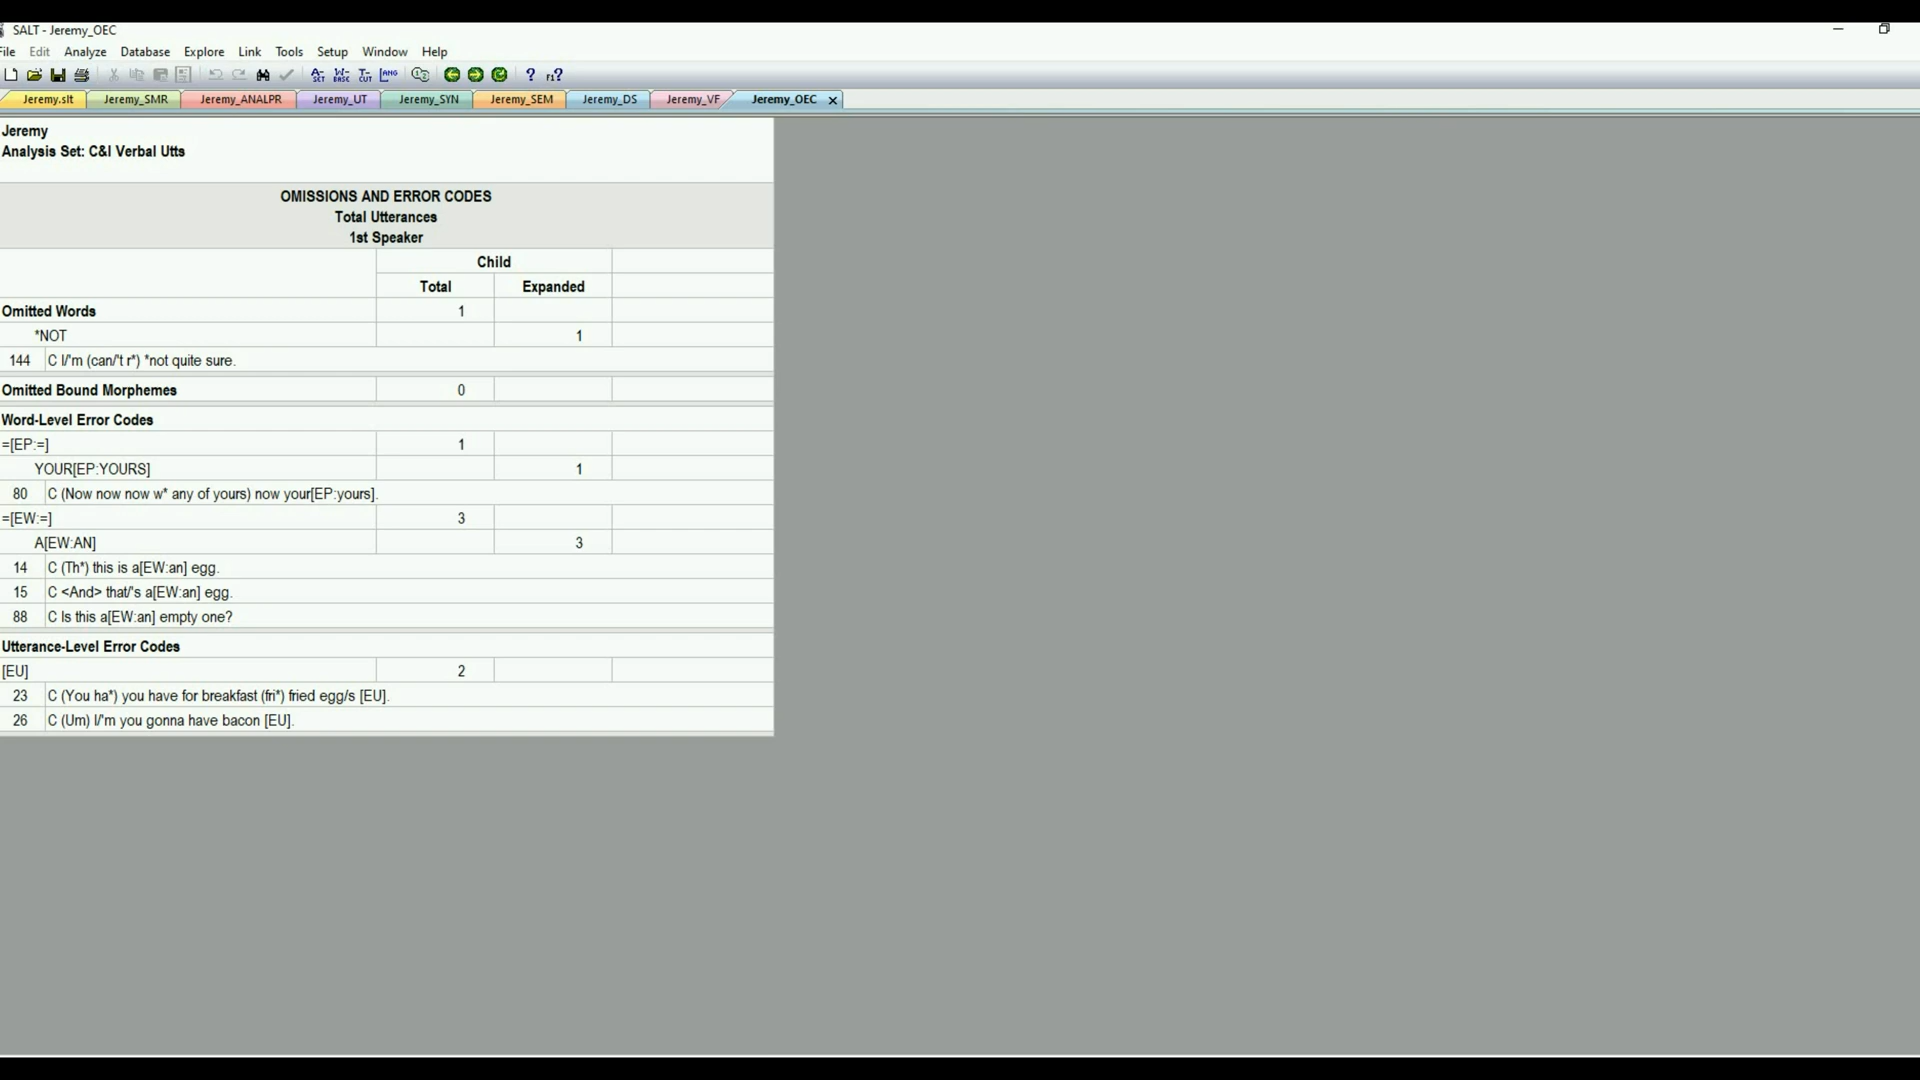 SALT - Jeremy_OEC
File Edit Analyze Database Explore Link Tools Setup Window Help
A-SET W-BASE T-CUT LANG ? F1?
Jeremy.slt Jeremy_SMR Jeremy_ANALPR Jeremy_UT Jeremy_SYN Jeremy_SEM Jeremy_DS Jeremy_VF Jeremy_OEC
Jeremy
Analysis Set: C&I Verbal Utts
OMISSIONS AND ERROR CODES
Total Utterances
1st Speaker
Child
Total Expanded
Omitted Words 1
*NOT 1
144 C I/'m (can/'t r*) *not quite sure.
Omitted Bound Morphemes 0
Word-Level Error Codes
=[EP:=] 1
YOUR[EP:YOURS] 1
80 C (Now now now w* any of yours) now your[EP:yours].
=[EW:=] 3
A[EW:AN] 3
14 C (Th*) this is a[EW:an] egg.
15 C <And> that/'s a[EW:an] egg.
88 C Is this a[EW:an] empty one?
Utterance-Level Error Codes
[EU] 2
23 C (You ha*) you have for breakfast (fri*) fried egg/s [EU].
26 C (Um) I/'m you gonna have bacon [EU].